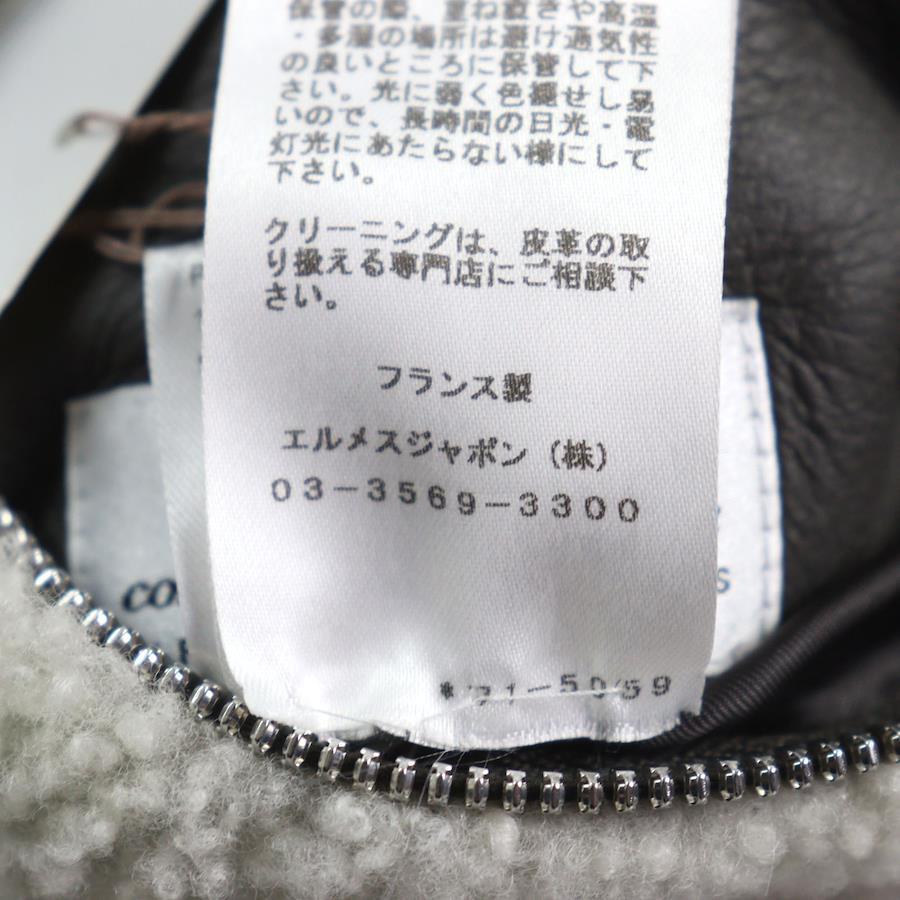 保管の際、重ね置きや高温
・多湿の場所は避け通気性
の良いところに保管して下
さい。光に弱く色褪せし易
いので、長時間の日光・電
灯光にあたらない様にして
下さい。
クリーニングは、皮革の取
り扱える専門店にご相談下
さい。
フランス製
エルメスジャポン（株）
03-3569-3300